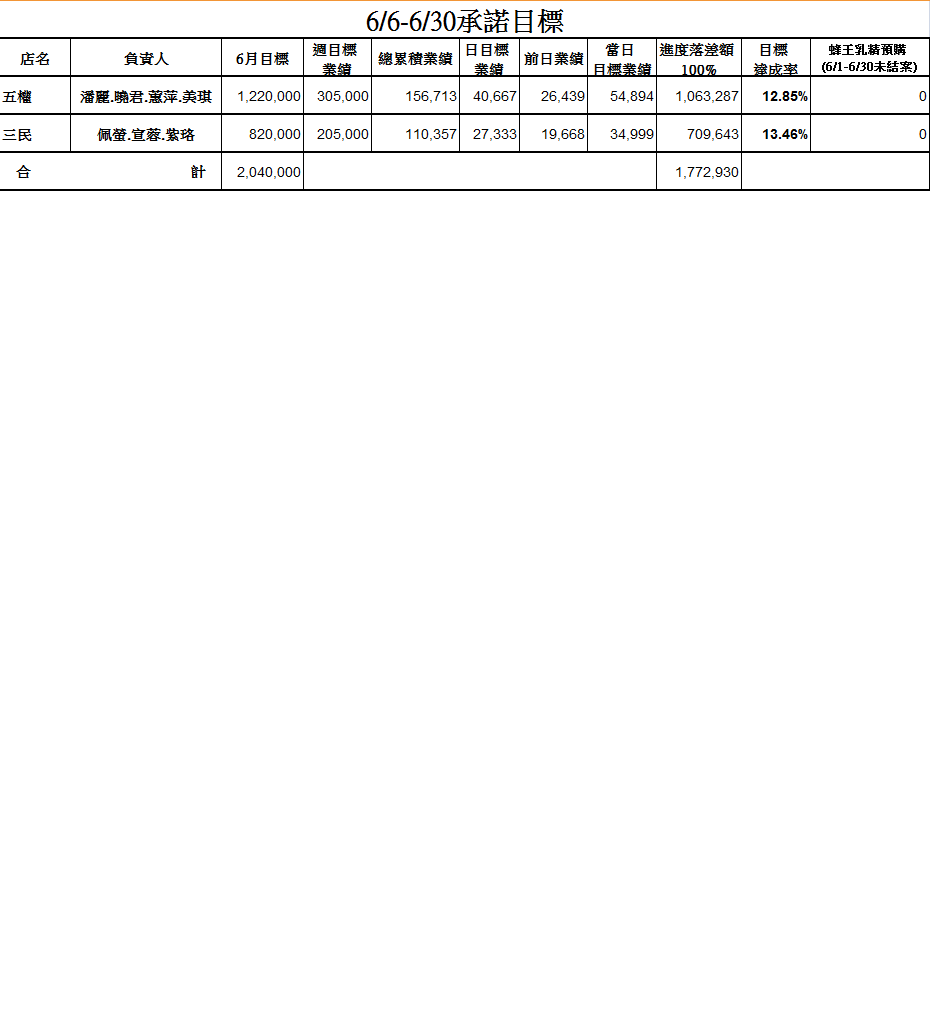 6/6-6/30承諾目標
店名 負責人 6月目標 週目標業績 總累積業績 日目標業績 前日業績 當日目標業績 進度落差額100% 目標達成率 蜂王乳精預購(6/1-6/30未結案)
五權 潘麗.曉君.蕙萍.美琪 1,220,000 305,000 156,713 40,667 26,439 54,894 1,063,287 12.85% 0
三民 佩螢.宣蓉.紫珞 820,000 205,000 110,357 27,333 19,668 34,999 709,643 13.46% 0
合 計 2,040,000 1,772,930